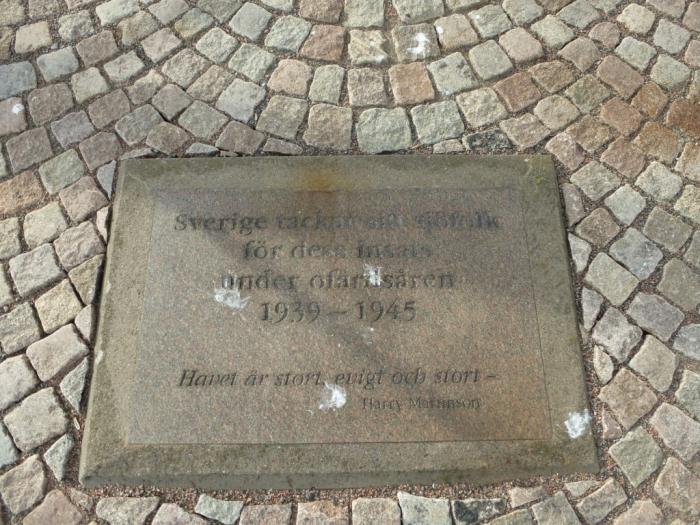 Sverige tackar sitt sjöfolk
för dess insats
under ofärdsåren
1939 – 1945
Havet är stort, evigt och stort –
Harry Martinson